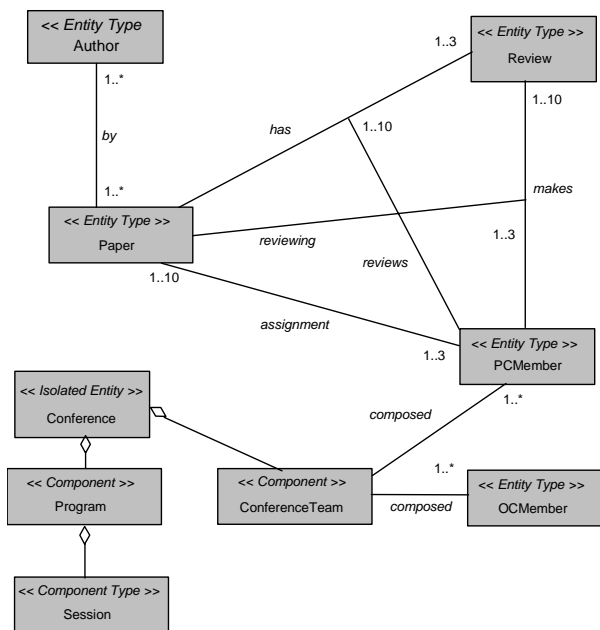 << Entity Type
Author
<< Entity Type >>
Review
1..3
1..*
1..10
1..10
has
by
1..*
makes
<< Entity Type >>
Paper
reviewing
1..3
reviews
1..10
assignment
1..3
<< Entity Type >>
PCMember
<< Isolated Entity >>
Conference
composed
1..*
1..*
<< Component >>
Program
<< Component >>
ConferenceTeam
composed
<< Entity Type >>
OCMember
<< Component Type >>
Session